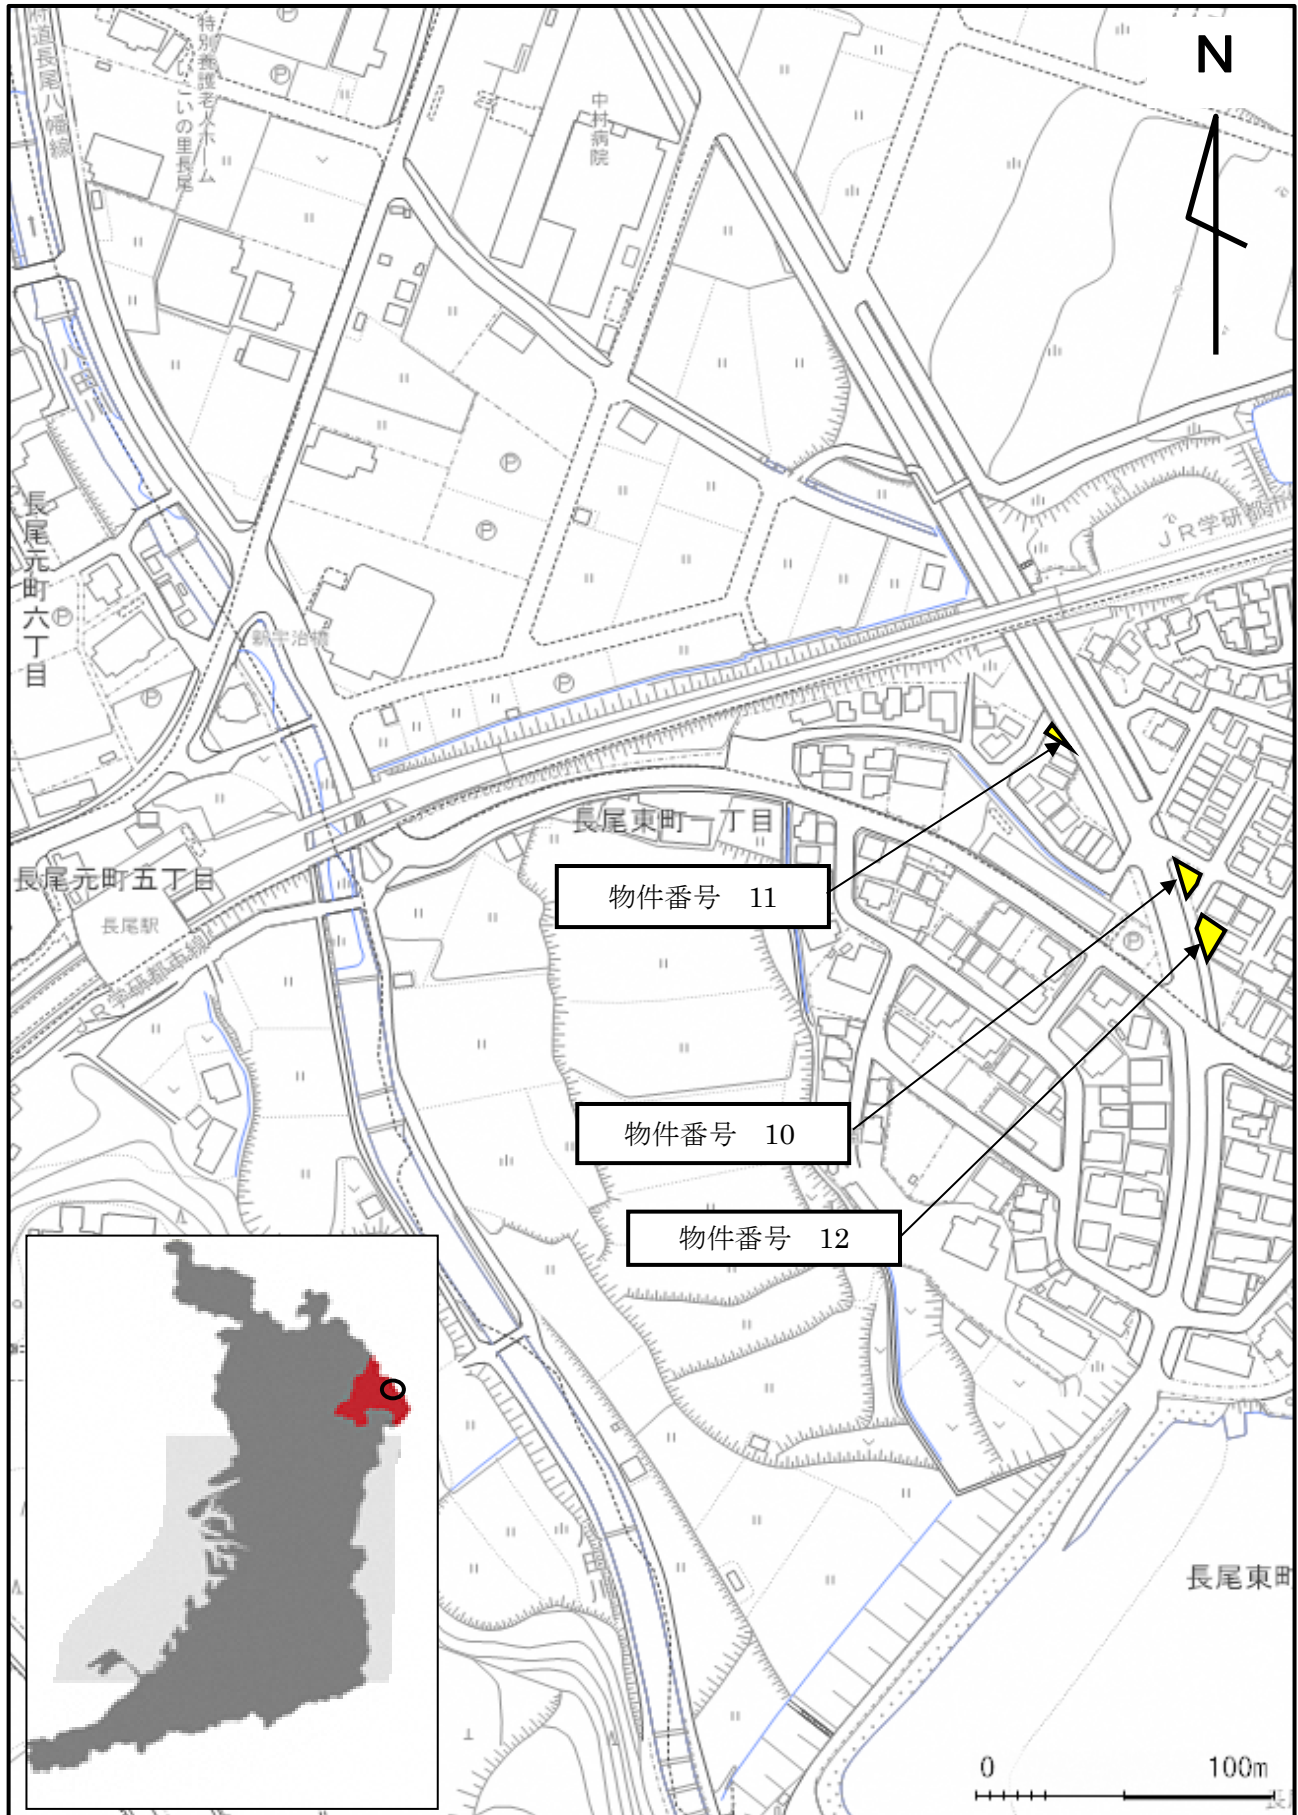 府道長尾八幡線
特別養護老人ホーム
いこいの里長尾
中村病院
N
八田川
長尾元町六丁目
新宇治橋
JR学研都市
長尾東町一丁目
物件番号 11
長尾元町五丁目
長尾駅
JR学研都市線
物件番号 10
物件番号 12
八田川
長尾東町
0 100m